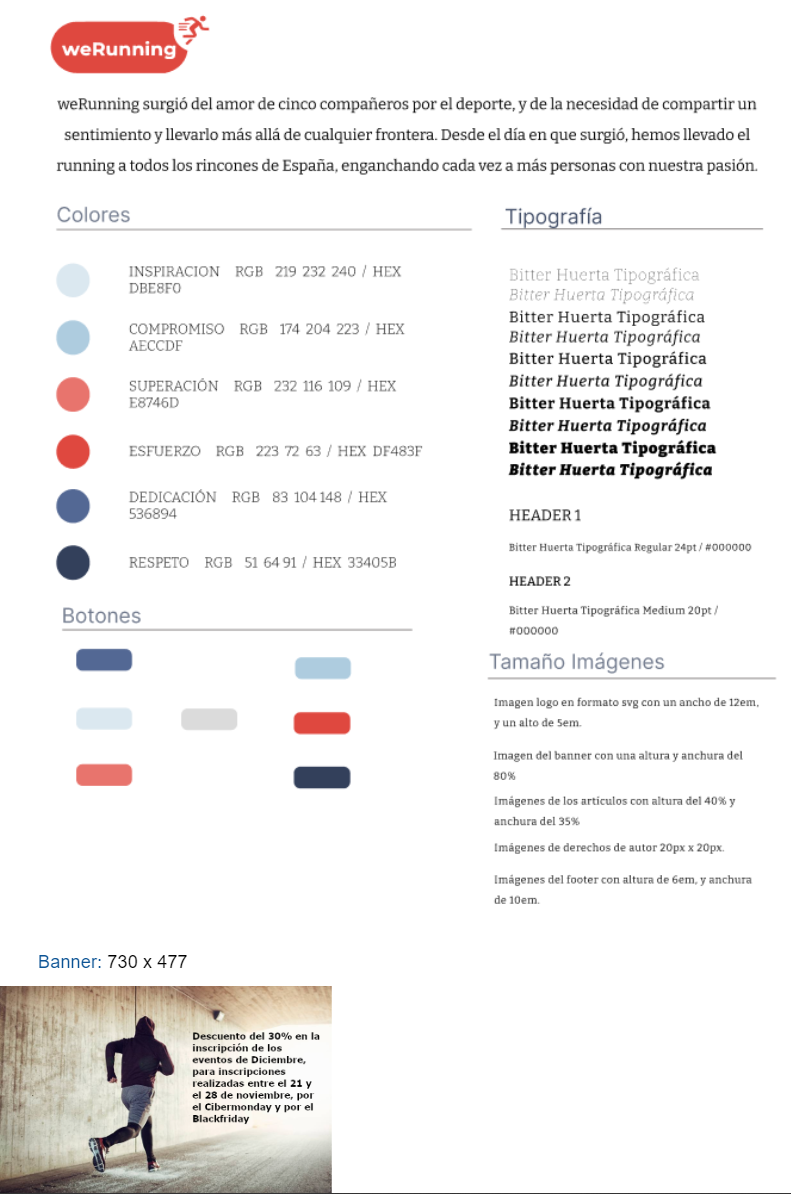 weRunning
weRunning surgió del amor de cinco compañeros por el deporte, y de la necesidad de compartir un
sentimiento y llevarlo más allá de cualquier frontera. Desde el día en que surgió, hemos llevado el
running a todos los rincones de España, enganchando cada vez a más personas con nuestra pasión.
Colores
INSPIRACION RGB 219 232 240 / HEX
DBE8F0
COMPROMISO RGB 174 204 223 / HEX
AECCDF
SUPERACIÓN RGB 232 116 109 / HEX
E8746D
ESFUERZO RGB 223 72 63 / HEX DF483F
DEDICACIÓN RGB 83 104 148 / HEX
536894
RESPETO RGB 51 64 91 / HEX 33405B
Botones
Tipografía
Bitter Huerta Tipográfica
Bitter Huerta Tipográfica
Bitter Huerta Tipográfica
Bitter Huerta Tipográfica
Bitter Huerta Tipográfica
Bitter Huerta Tipográfica
Bitter Huerta Tipográfica
Bitter Huerta Tipográfica
Bitter Huerta Tipográfica
Bitter Huerta Tipográfica
HEADER 1
Bitter Huerta Tipográfica Regular 24pt / #000000
HEADER 2
Bitter Huerta Tipográfica Medium 20pt /
#000000
Tamaño Imágenes
Imagen logo en formato svg con un ancho de 12em,
y un alto de 5em.
Imagen del banner con una altura y anchura del
80%
Imágenes de los artículos con altura del 40% y
anchura del 35%
Imágenes de derechos de autor 20px x 20px.
Imágenes del footer con altura de 6em, y anchura
de 10em.
Banner: 730 x 477
Descuento del 30% en la
inscripción de los
eventos de Diciembre,
para inscripciones
realizadas entre el 21 y
el 28 de noviembre, por
el Cibermonday y por el
Blackfriday